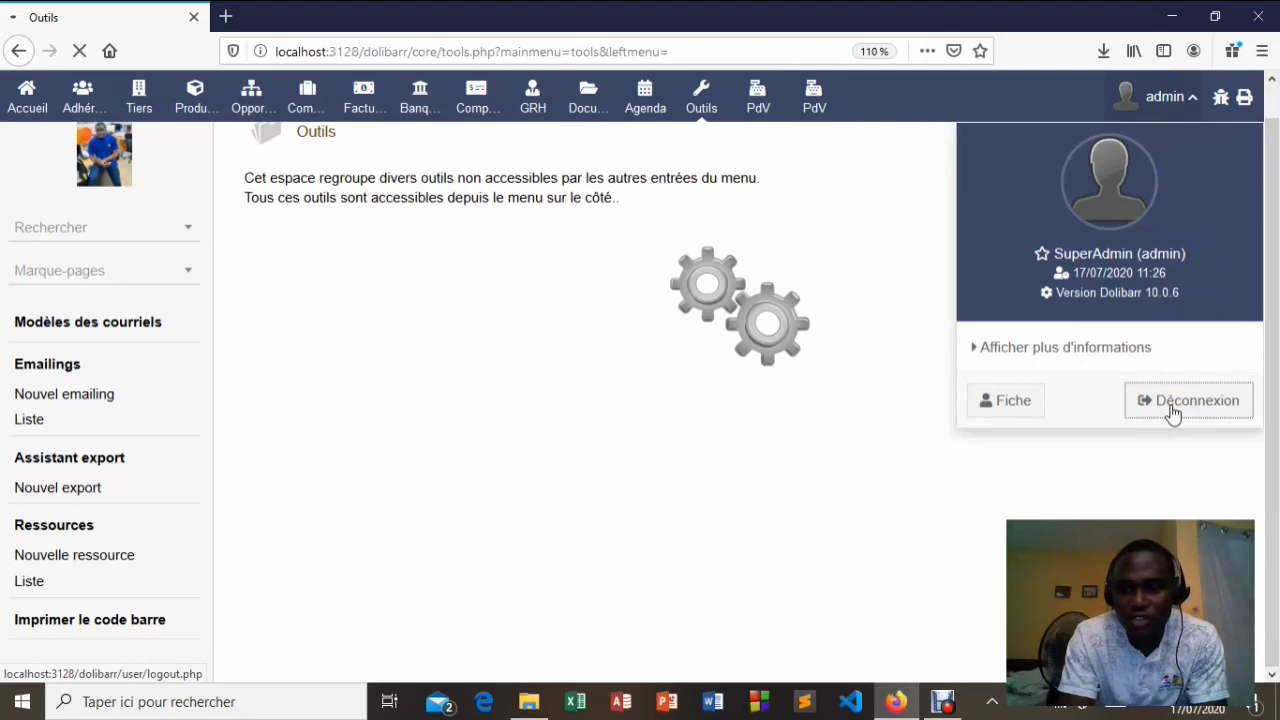 Outils
localhost:3128/dolibarr/core/tools.php?mainmenu=tools&leftmenu=
110 %
Accueil
Adhér...
Tiers
Produ...
Oppor...
Com...
Factu...
Banq...
Comp...
GRH
Docu...
Agenda
Outils
PdV
PdV
admin
Outils
Cet espace regroupe divers outils non accessibles par les autres entrées du menu.
Tous ces outils sont accessibles depuis le menu sur le côté..
SuperAdmin (admin)
17/07/2020 11:26
Version Dolibarr 10.0.6
Afficher plus d'informations
Fiche
Déconnexion
Rechercher
Marque-pages
Modèles des courriels
Emailings
Nouvel emailing
Liste
Assistant export
Nouvel export
Ressources
Nouvelle ressource
Liste
Imprimer le code barre
localhost:3128/dolibarr/user/logout.php
Taper ici pour rechercher
2
17/07/2020